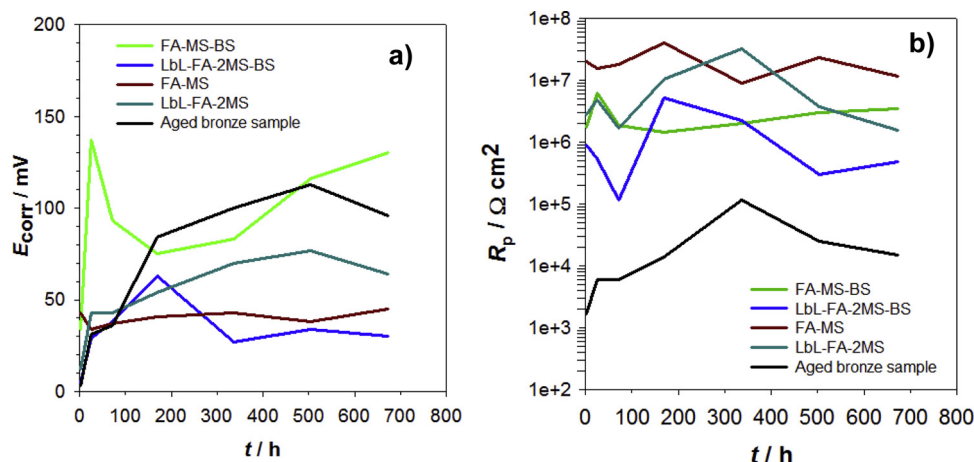 a)
200
150
100
50
0
E_corr / mV
FA-MS-BS
LbL-FA-2MS-BS
FA-MS
LbL-FA-2MS
Aged bronze sample
0 100 200 300 400 500 600 700 800
t / h
b)
1e+8
1e+7
1e+6
1e+5
1e+4
1e+3
1e+2
R_p / Ω cm2
FA-MS-BS
LbL-FA-2MS-BS
FA-MS
LbL-FA-2MS
Aged bronze sample
0 100 200 300 400 500 600 700 800
t / h